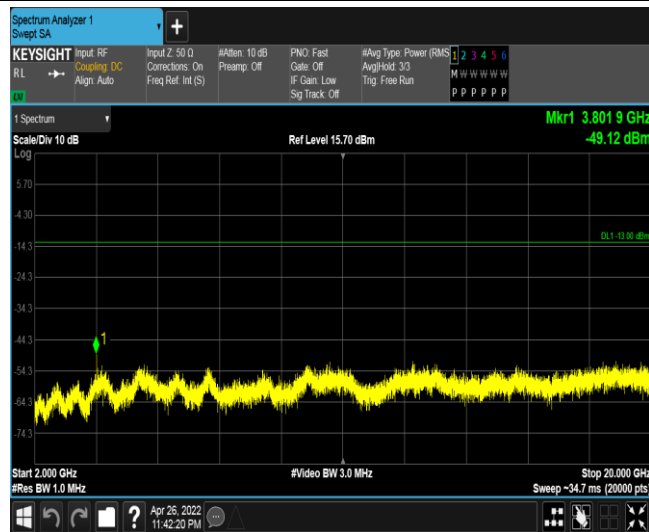 Spectrum Analyzer 1
Swept SA
+
KEYSIGHT Input: RF Input Z: 50 Ω #Atten: 10 dB PNO: Fast #Avg Type: Power (RMS 1 2 3 4 5 6
RL Coupling: DC Corrections: On Preamp: Off Gate: Off Avg|Hold: 3/3 M W W W W W
Align: Auto Freq Ref: Int (S) IF Gain: Low Trig: Free Run
Sig Track: Off P P P P P P
1 Spectrum Mkr1 3.801 9 GHz
Scale/Div 10 dB Ref Level 15.70 dBm -49.12 dBm
Log
5.70
-4.30
DL1 -13.00 dBm
-14.3
-24.3
-34.3
-44.3
1
-54.3
-64.3
-74.3
Start 2.000 GHz #Video BW 3.0 MHz Stop 20.000 GHz
#Res BW 1.0 MHz Sweep ~34.7 ms (20000 pts)
? Apr 26, 2022
11:42:20 PM